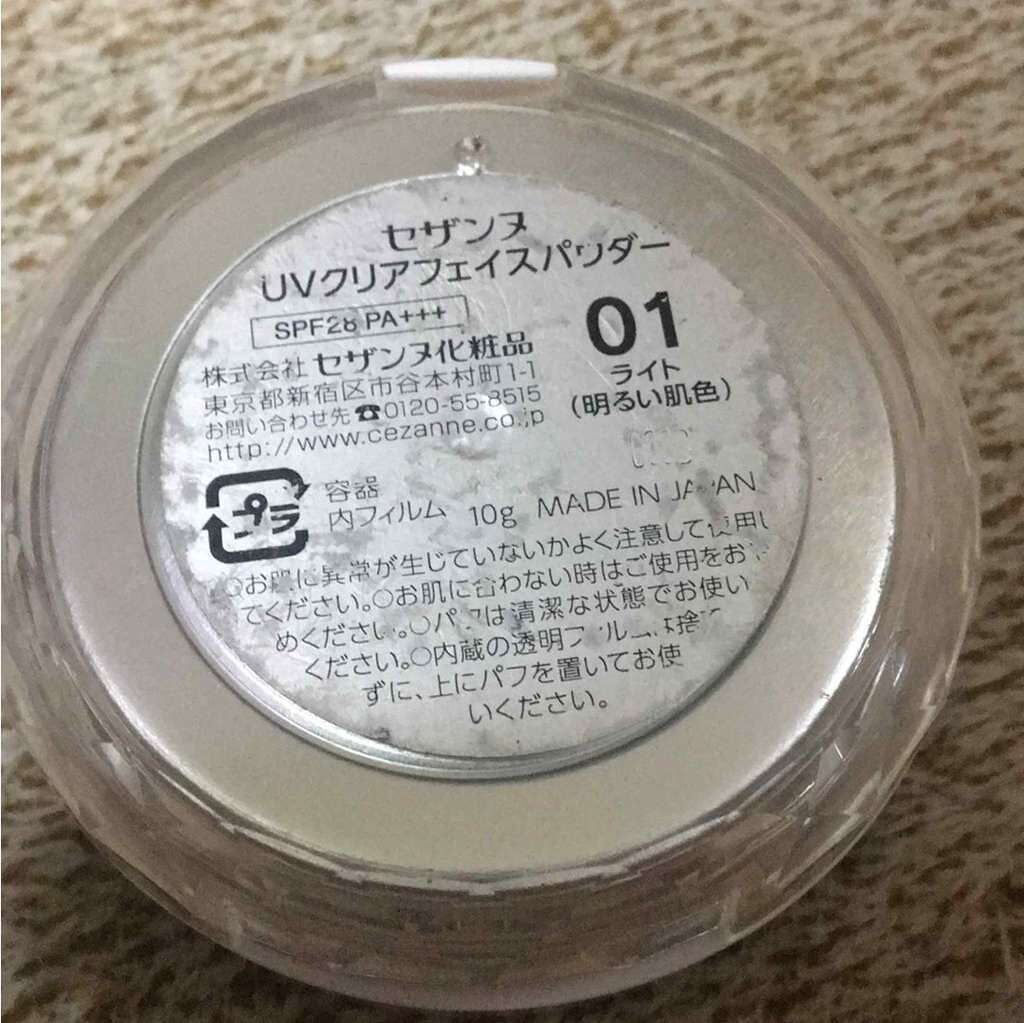 セザンヌ
UVクリアフェイスパウダー
SPF28 PA+++
01
ライト
(明るい肌色)
株式会社 セザンヌ化粧品
東京都新宿区市谷本村町1-1
お問い合わせ先☎0120-55-8515
http://www.cezanne.co.jp
プラ
容器
内フィルム 10g MADE IN JAPAN
○お肌に異常が生じていないかよく注意して使用し
てください。○お肌に合わない時はご使用をお
めください。○パフは清潔な状態でお使い
ください。○内蔵の透明フィルムは捨て
ずに、上にパフを置いてお使
いください。